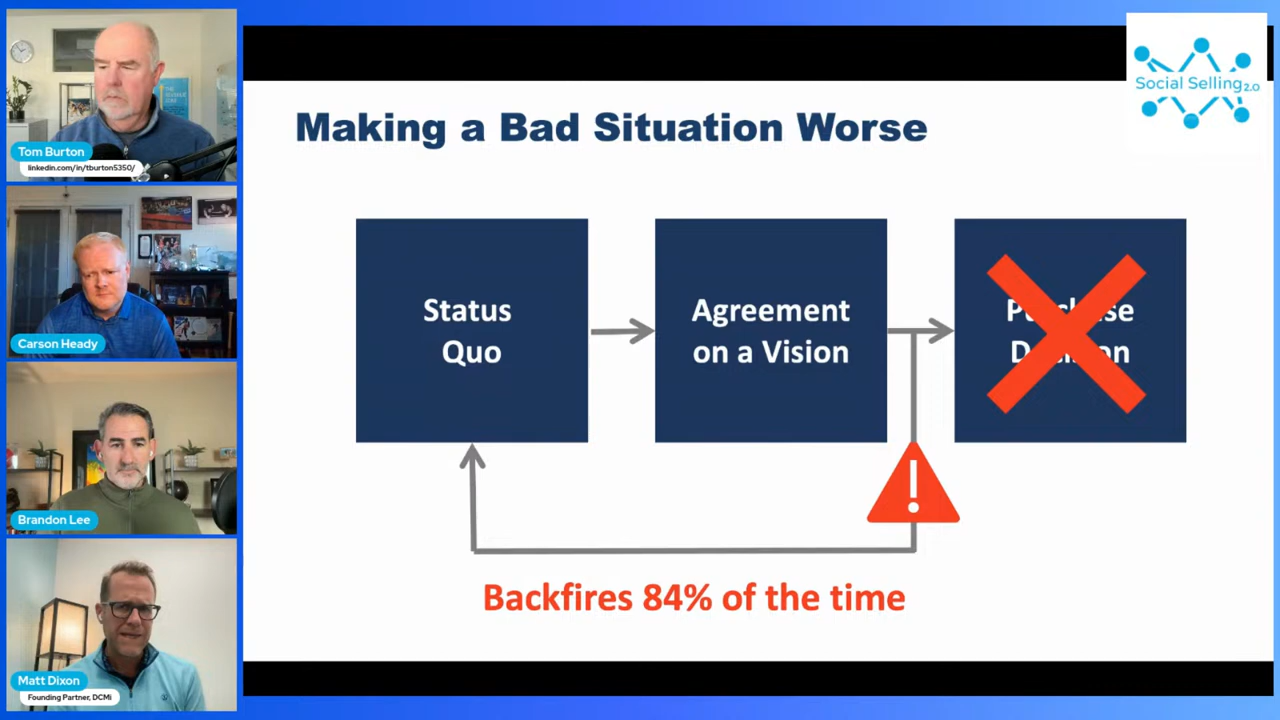 Tom Burton
linkedin.com/in/tburton5350/
Carson Heady
Brandon Lee
Matt Dixon
Founding Partner, DCMi
Social Selling 2.0
Making a Bad Situation Worse
Status
Quo
Agreement
on a Vision
!
Backfires 84% of the time